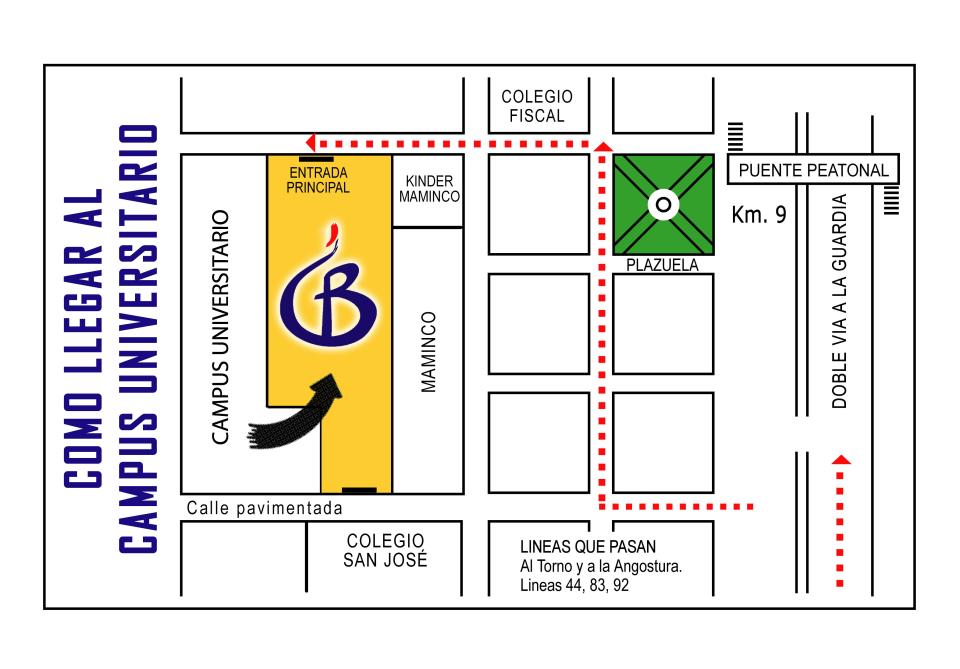 COMO LLEGAR AL
CAMPUS UNIVERSITARIO
COLEGIO
FISCAL
ENTRADA
PRINCIPAL
KINDER
MAMINCO
PUENTE PEATONAL
Km. 9
PLAZUELA
CAMPUS UNIVERSITARIO
B
MAMINCO
DOBLE VIA A LA GUARDIA
Calle pavimentada
COLEGIO
SAN JOSÉ
LINEAS QUE PASAN
Al Torno y a la Angostura.
Lineas 44, 83, 92